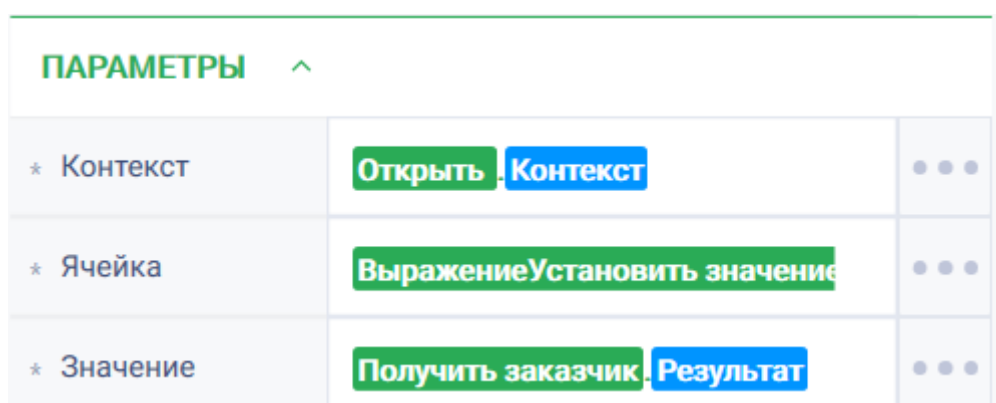 ПАРАМЕТРЫ
* Контекст
Открыть .Контекст
* Ячейка
ВыражениеУстановить значение
* Значение
Получить заказчик.Результат